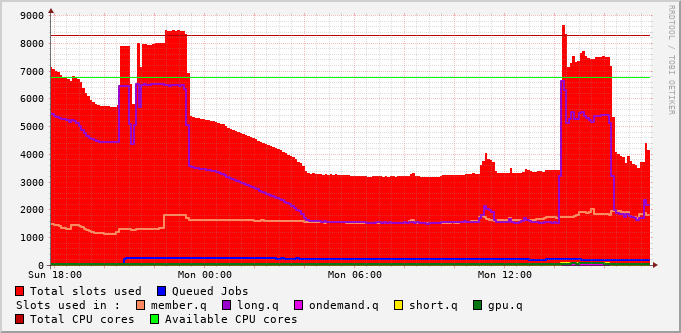 9000
8000
7000
6000
5000
4000
3000
2000
1000
0
Sun 18:00 Mon 00:00 Mon 06:00 Mon 12:00
Total slots used Queued Jobs
Slots used in : member.q long.q ondemand.q short.q gpu.q
Total CPU cores Available CPU cores
RRDTOOL / TOBI OETIKER